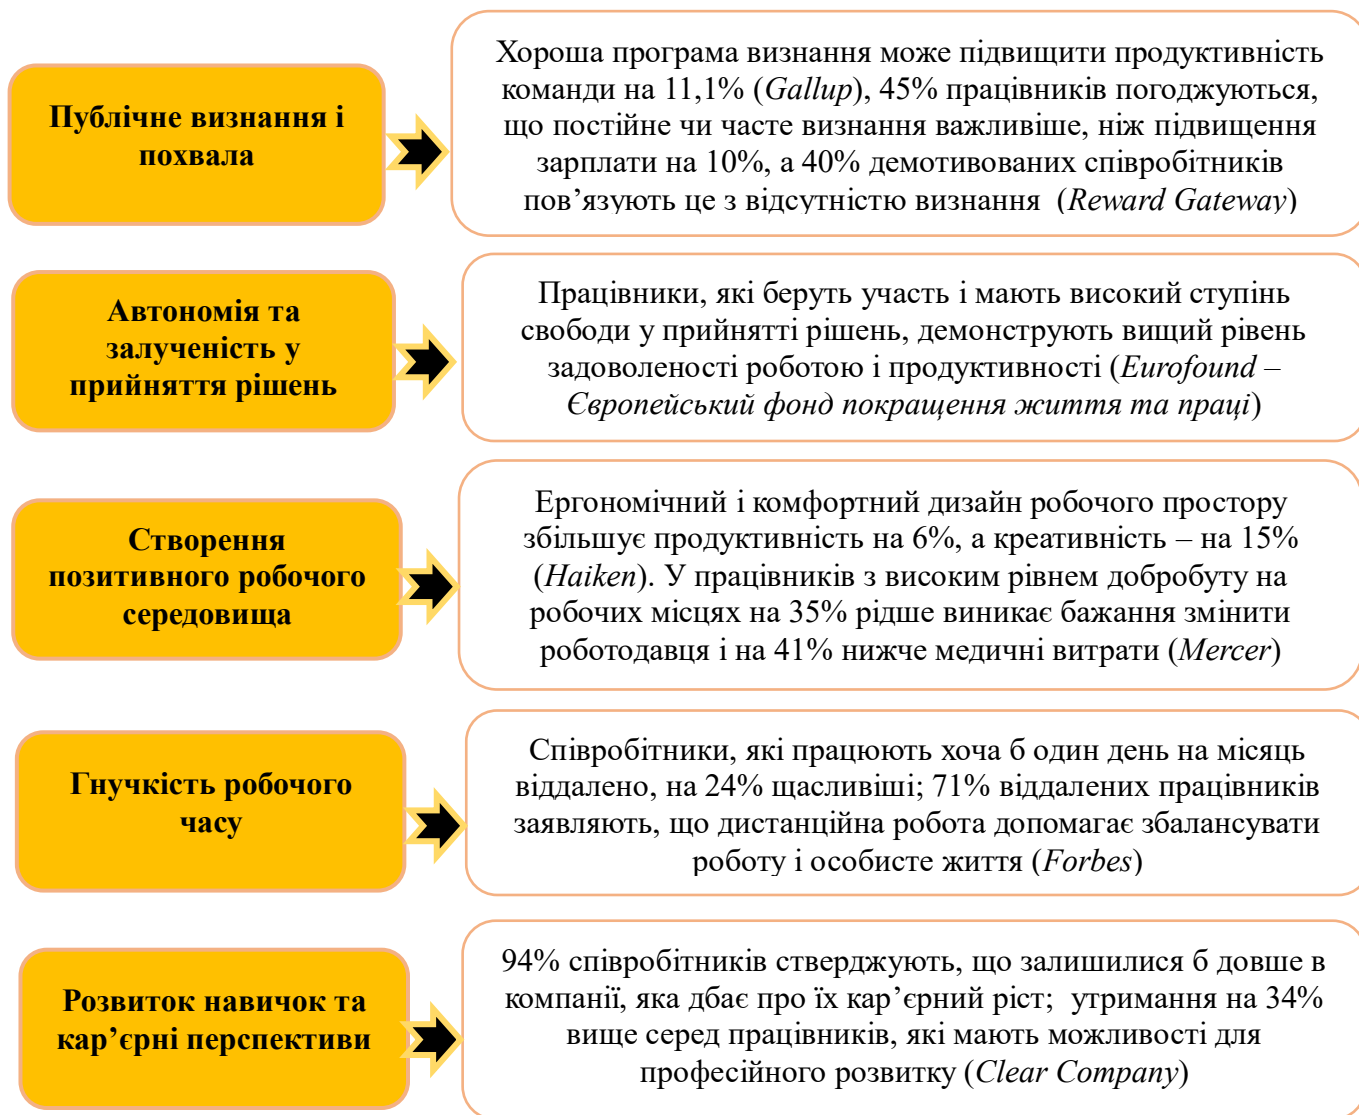 Публічне визнання і
похвала
Хороша програма визнання може підвищити продуктивність
команди на 11,1% (Gallup), 45% працівників погоджуються,
що постійне чи часте визнання важливіше, ніж підвищення
зарплати на 10%, а 40% демотивованих співробітників
пов’язують це з відсутністю визнання (Reward Gateway)
Автономія та
залученість у
прийняття рішень
Працівники, які беруть участь і мають високий ступінь
свободи у прийнятті рішень, демонструють вищий рівень
задоволеності роботою і продуктивності (Eurofound –
Європейський фонд покращення життя та праці)
Створення
позитивного робочого
середовища
Ергономічний і комфортний дизайн робочого простору
збільшує продуктивність на 6%, а креативність – на 15%
(Haiken). У працівників з високим рівнем добробуту на
робочих місцях на 35% рідше виникає бажання змінити
роботодавця і на 41% нижче медичні витрати (Mercer)
Гнучкість робочого
часу
Співробітники, які працюють хоча б один день на місяць
віддалено, на 24% щасливіші; 71% віддалених працівників
заявляють, що дистанційна робота допомагає збалансувати
роботу і особисте життя (Forbes)
Розвиток навичок та
кар’єрні перспективи
94% співробітників стверджують, що залишилися б довше в
компанії, яка дбає про їх кар’єрний ріст; утримання на 34%
вище серед працівників, які мають можливості для
професійного розвитку (Clear Company)